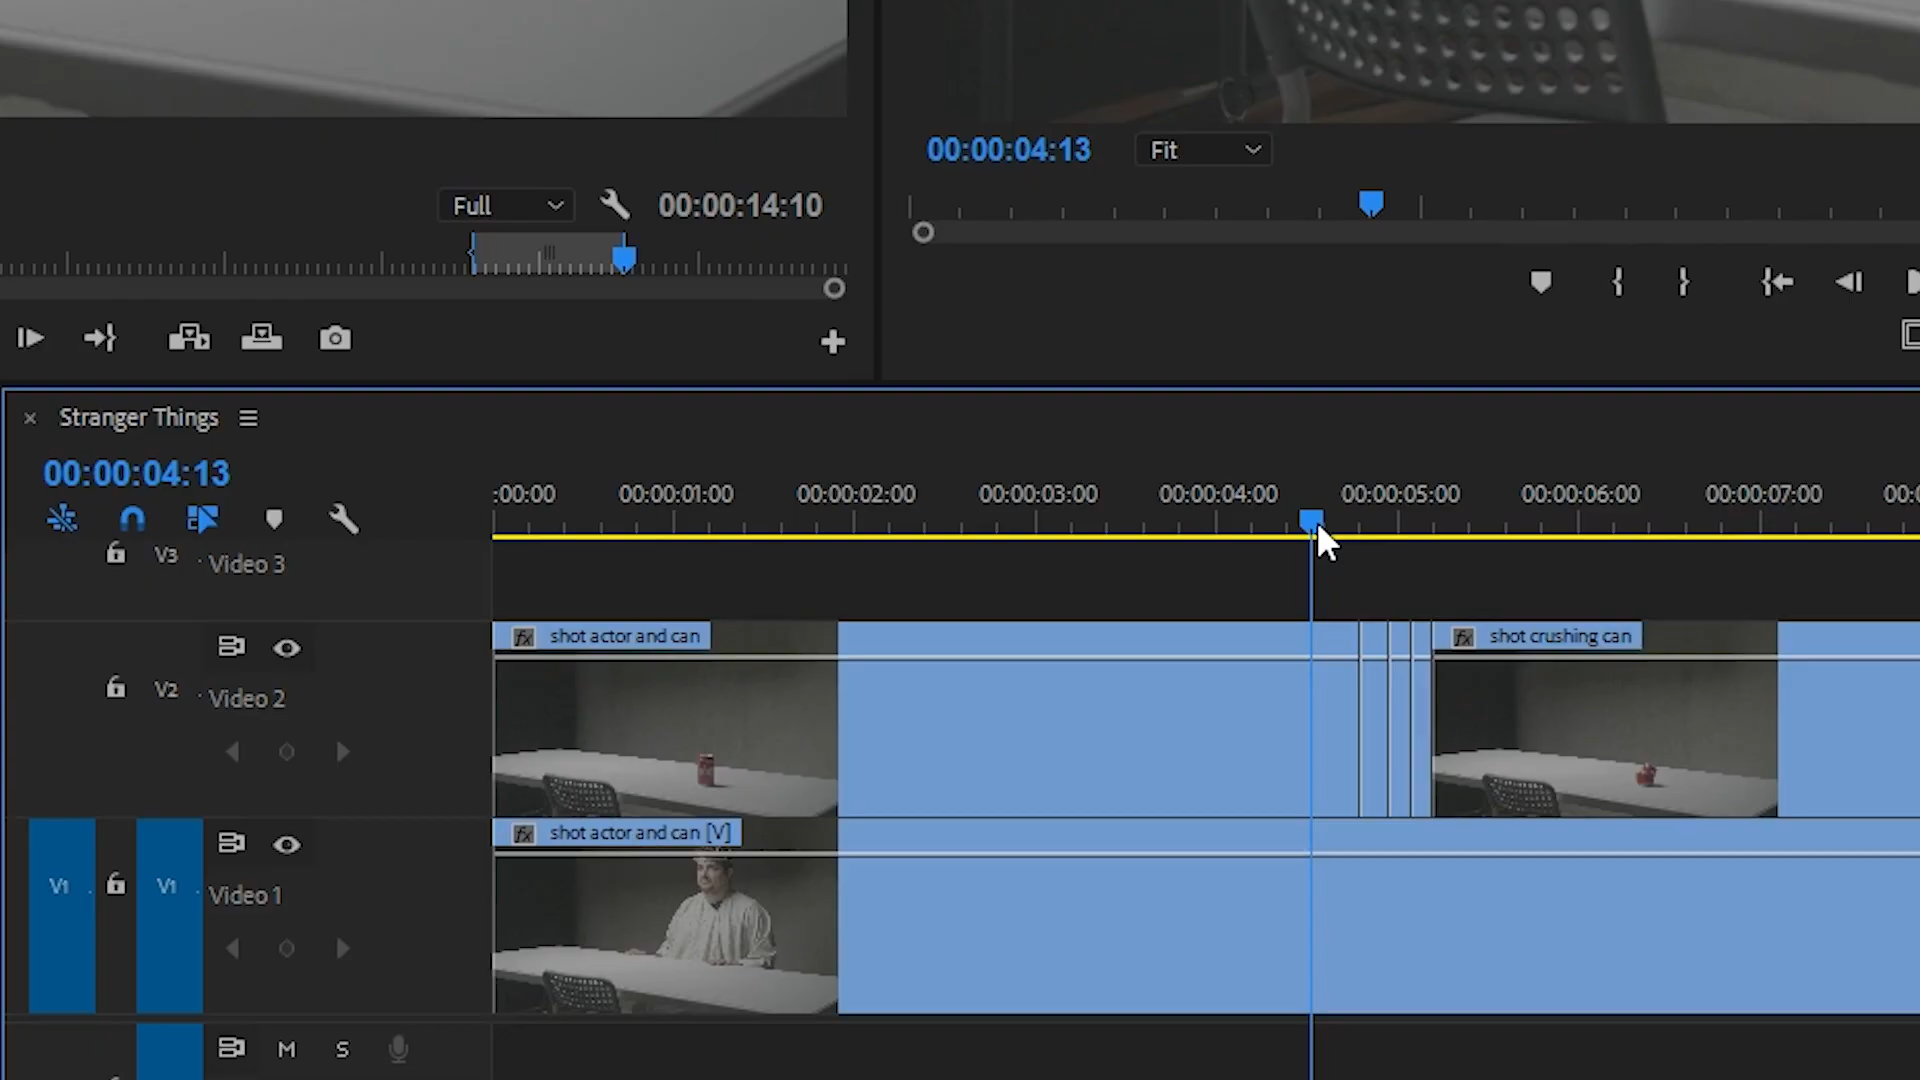 00:00:04:13
Fit
Full
00:00:14:10
Stranger Things
00:00:04:13
:00:00
00:00:01:00
00:00:02:00
00:00:03:00
00:00:04:00
00:00:05:00
00:00:06:00
00:00:07:00
00:0
V3
Video 3
fx shot actor and can
fx shot crushing can
V2
Video 2
fx shot actor and can [V]
V1
V1
Video 1
M
S